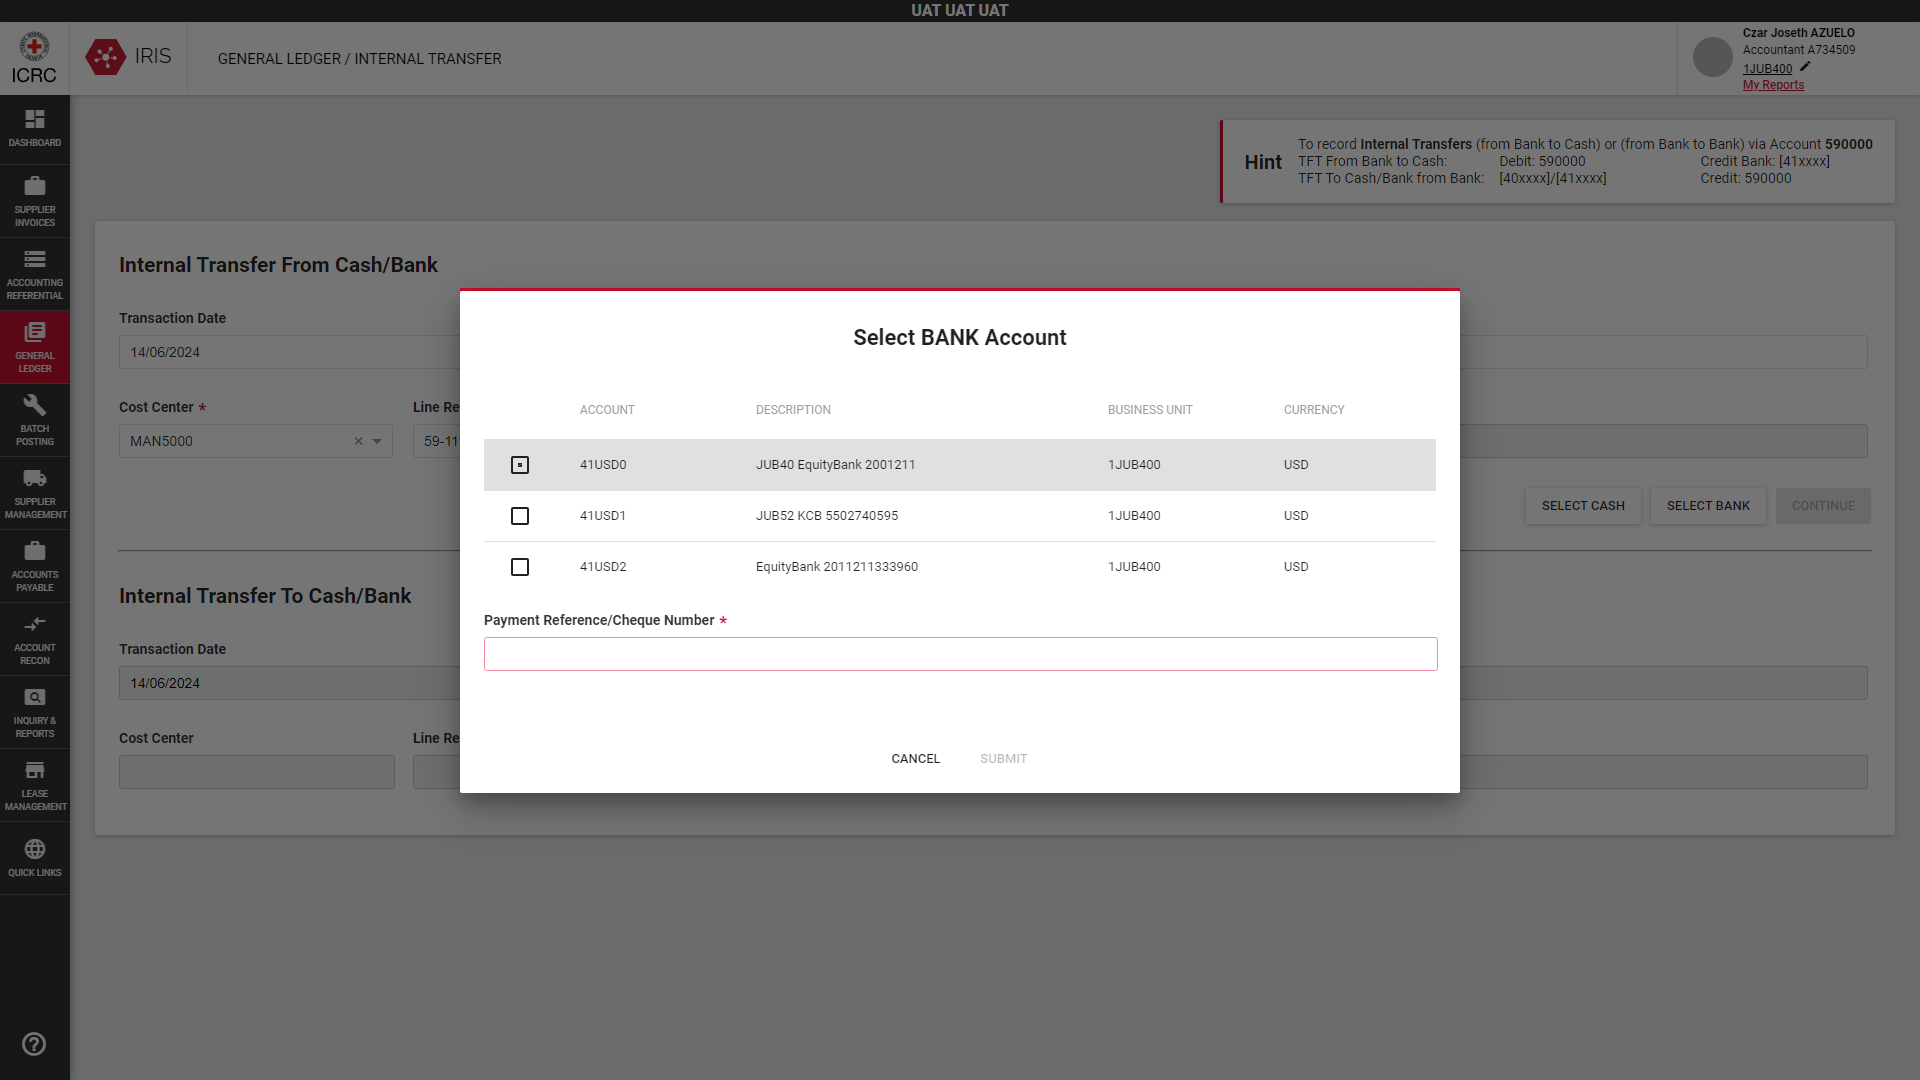 UAT UAT UAT
ICRC
IRIS
GENERAL LEDGER / INTERNAL TRANSFER
Czar Joseth AZUELO
Accountant A734509
1JUB400
My Reports
DASHBOARD
SUPPLIER
INVOICES
ACCOUNTING
REFERENTIAL
GENERAL
LEDGER
BATCH
POSTING
SUPPLIER
MANAGEMENT
ACCOUNTS
PAYABLE
ACCOUNT
RECON
INQUIRY &
REPORTS
LEASE
MANAGEMENT
QUICK LINKS
Hint
To record Internal Transfers (from Bank to Cash) or (from Bank to Bank) via Account 590000
TFT From Bank to Cash: Debit: 590000 Credit Bank: [41xxxx]
TFT To Cash/Bank from Bank: [40xxxx]/[41xxxx] Credit: 590000
Internal Transfer From Cash/Bank
Transaction Date
14/06/2024
Cost Center * Line Re
MAN5000 59-11
SELECT CASH SELECT BANK CONTINUE
Internal Transfer To Cash/Bank
Transaction Date
14/06/2024
Cost Center Line Re
Select BANK Account
ACCOUNT DESCRIPTION BUSINESS UNIT CURRENCY
41USD0 JUB40 EquityBank 2001211 1JUB400 USD
41USD1 JUB52 KCB 5502740595 1JUB400 USD
41USD2 EquityBank 2011211333960 1JUB400 USD
Payment Reference/Cheque Number *
CANCEL SUBMIT